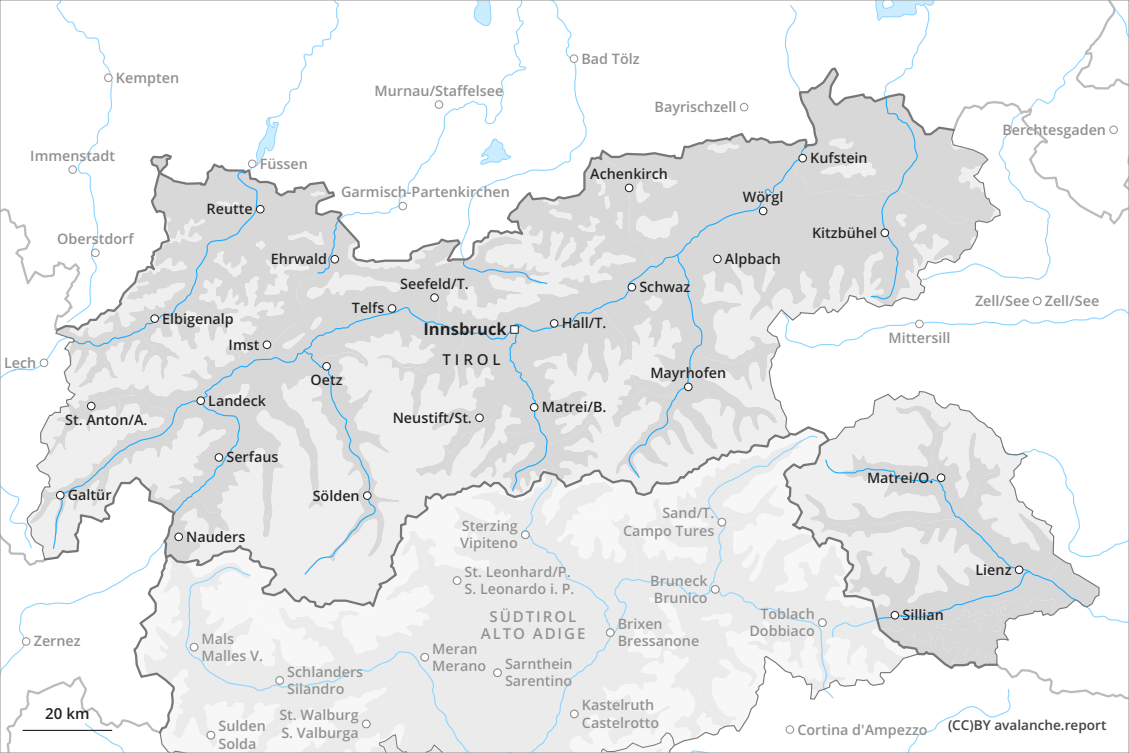 Kempten
Bad Tölz
Murnau/Staffelsee
Bayrischzell
Berchtesgaden
Immenstadt
Füssen
Kufstein
Achenkirch
Garmisch-Partenkirchen
Wörgl
Reutte
Kitzbühel
Oberstdorf
Ehrwald
Alpbach
Seefeld/T.
Schwaz
Zell/See
Zell/See
Telfs
Elbigenalp
Innsbruck
Hall/T.
Mittersill
Imst
TIROL
Lech
Oetz
Mayrhofen
Landeck
St. Anton/A.
Neustift/St.
Matrei/B.
Serfaus
Matrei/O.
Galtür
Sölden
Sand/T.
Campo Tures
Sterzing
Vipiteno
Nauders
St. Leonhard/P.
S. Leonardo i. P.
Lienz
Bruneck
Brunico
SÜDTIROL
ALTO ADIGE
Toblach
Dobbiaco
Sillian
Brixen
Bressanone
Zernez
Mals
Malles V.
Meran
Merano
Sarnthein
Sarentino
Schlanders
Silandro
Kastelruth
Castelrotto
St. Walburg
S. Valburga
20 km
Sulden
Solda
Cortina d'Ampezzo
(CC)BY avalanche.report